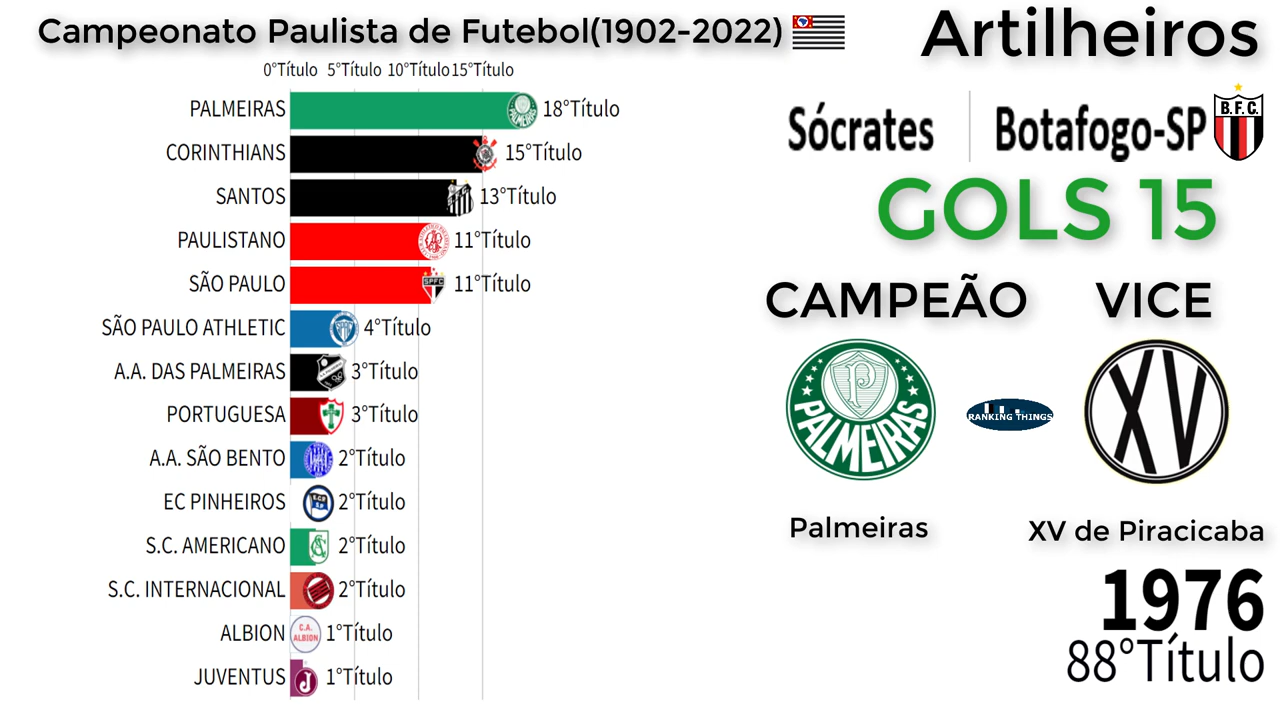 Campeonato Paulista de Futebol(1902-2022)
0°Título 5°Título 10°Título 15°Título
PALMEIRAS PALMEIRAS 18°Título
CORINTHIANS 15°Título
SANTOS 13°Título
PAULISTANO 11°Título
SÃO PAULO SPFC 11°Título
SÃO PAULO ATHLETIC 4°Título
A.A. DAS PALMEIRAS 3°Título
PORTUGUESA 3°Título
A.A. SÃO BENTO 2°Título
EC PINHEIROS 2°Título
S.C. AMERICANO 2°Título
S.C. INTERNACIONAL 2°Título
ALBION C.A. ALBION 1°Título
JUVENTUS J 1°Título
Artilheiros
Sócrates Botafogo-SP B.F.C.
GOLS 15
CAMPEÃO VICE
P
PALMEIRAS
RANKING THINGS
XV
Palmeiras XV de Piracicaba
1976
88°Título